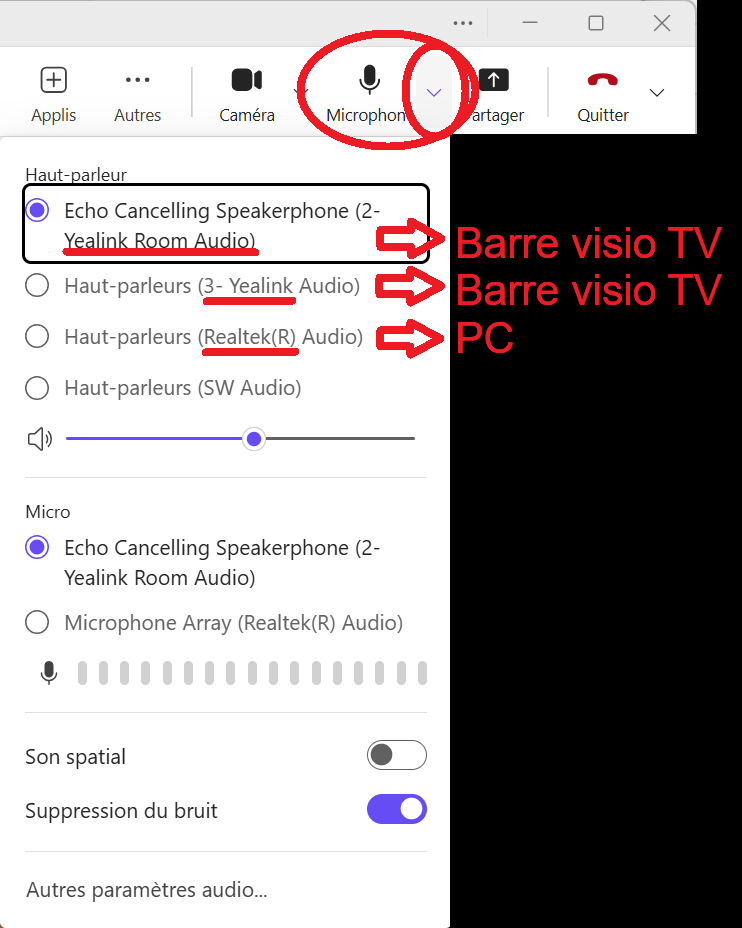 Applis
Autres
Caméra
Microphon
artager
Quitter
Haut-parleur
Echo Cancelling Speakerphone (2-
Yealink Room Audio)
Barre visio TV
Haut-parleurs (3- Yealink Audio)
Barre visio TV
Haut-parleurs (Realtek(R) Audio)
PC
Haut-parleurs (SW Audio)
Micro
Echo Cancelling Speakerphone (2-
Yealink Room Audio)
Microphone Array (Realtek(R) Audio)
Son spatial
Suppression du bruit
Autres paramètres audio...